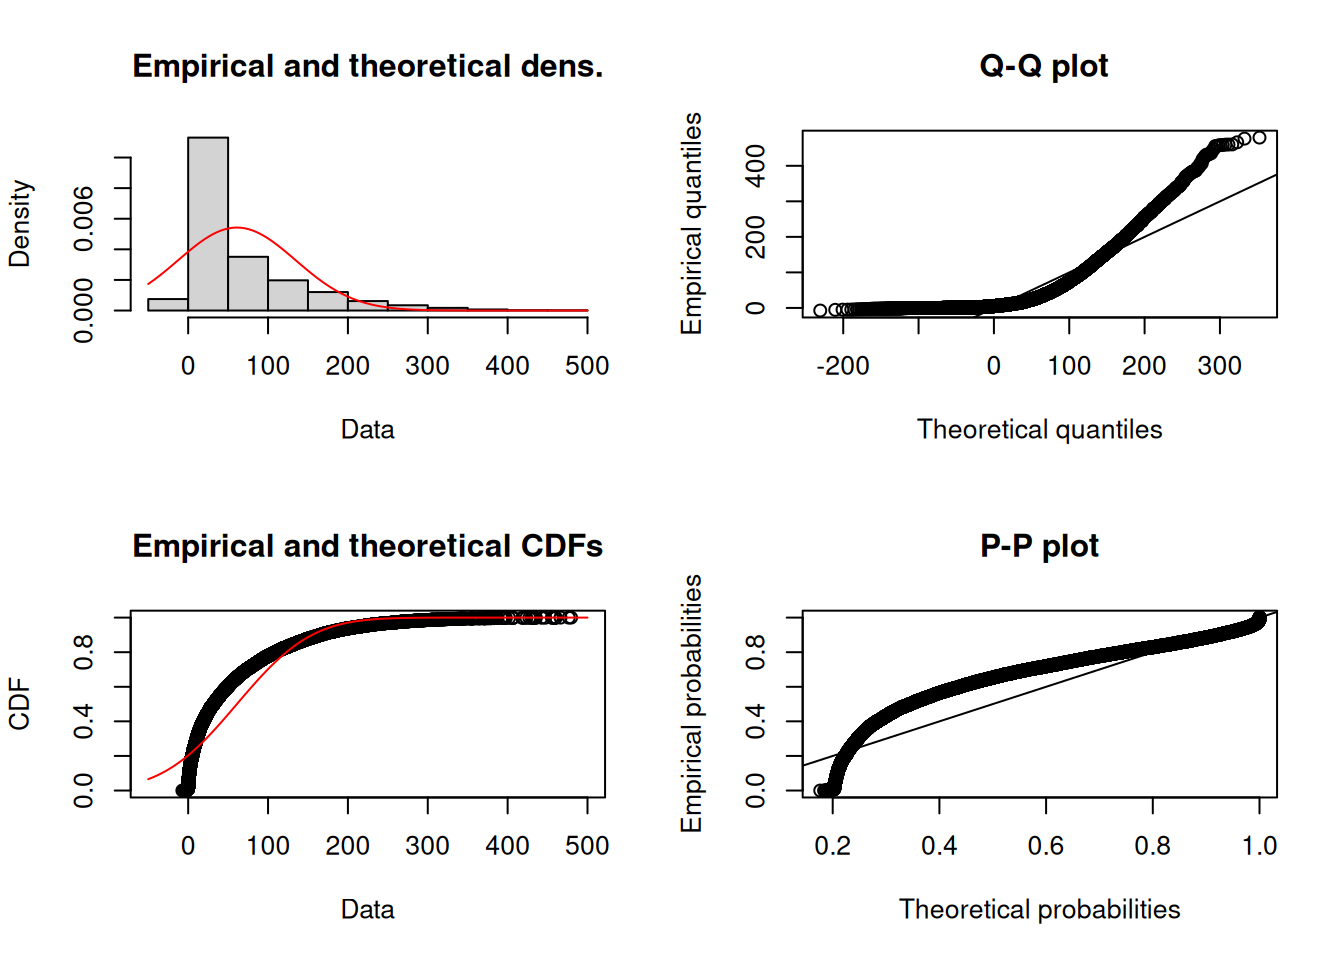 Empirical and theoretical dens.
Density
0.000
0.006
0 100 200 300 400 500
Data
Q-Q plot
Empirical quantiles
0
200
400
-200 0 100 200 300
Theoretical quantiles
Empirical and theoretical CDFs
CDF
0.0
0.4
0.8
0 100 200 300 400 500
Data
P-P plot
Empirical probabilities
0.0
0.4
0.8
0.2 0.4 0.6 0.8 1.0
Theoretical probabilities